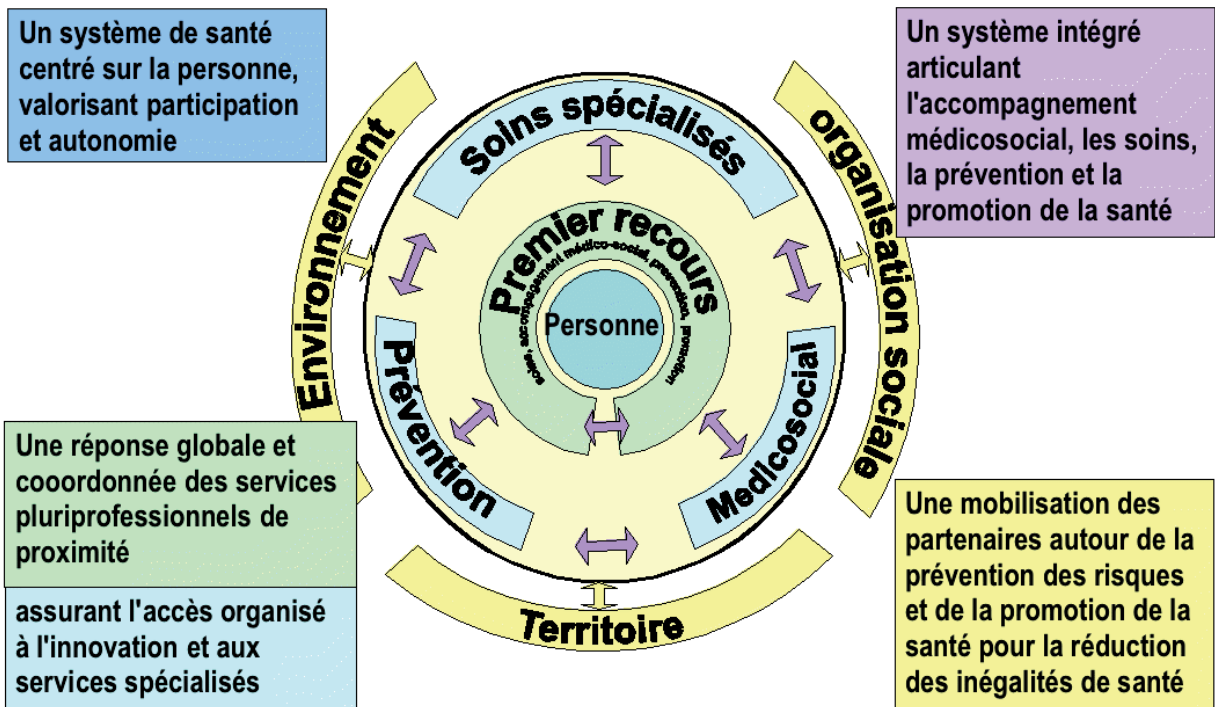 Un système de santé
centré sur la personne,
valorisant participation
et autonomie
Un système intégré
articulant
l'accompagnement
médicosocial, les soins,
la prévention et la
promotion de la santé
Environnement
Soins spécialisés
organisation sociale
Premier recours
soins, accompagnement médico-social, prévention, promotion
Personne
Prévention
Medicosocial
Territoire
Une réponse globale et
cooordonnée des services
pluriprofessionnels de
proximité
assurant l'accès organisé
à l'innovation et aux
services spécialisés
Une mobilisation des
partenaires autour de la
prévention des risques
et de la promotion de la
santé pour la réduction
des inégalités de santé